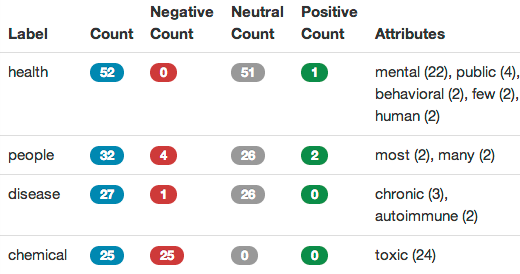 Label Count Negative Count Neutral Count Positive Count Attributes
health 52 0 51 1 mental (22), public (4),
behavioral (2), few (2),
human (2)
people 32 4 26 2 most (2), many (2)
disease 27 1 26 0 chronic (3),
autoimmune (2)
chemical 25 25 0 0 toxic (24)